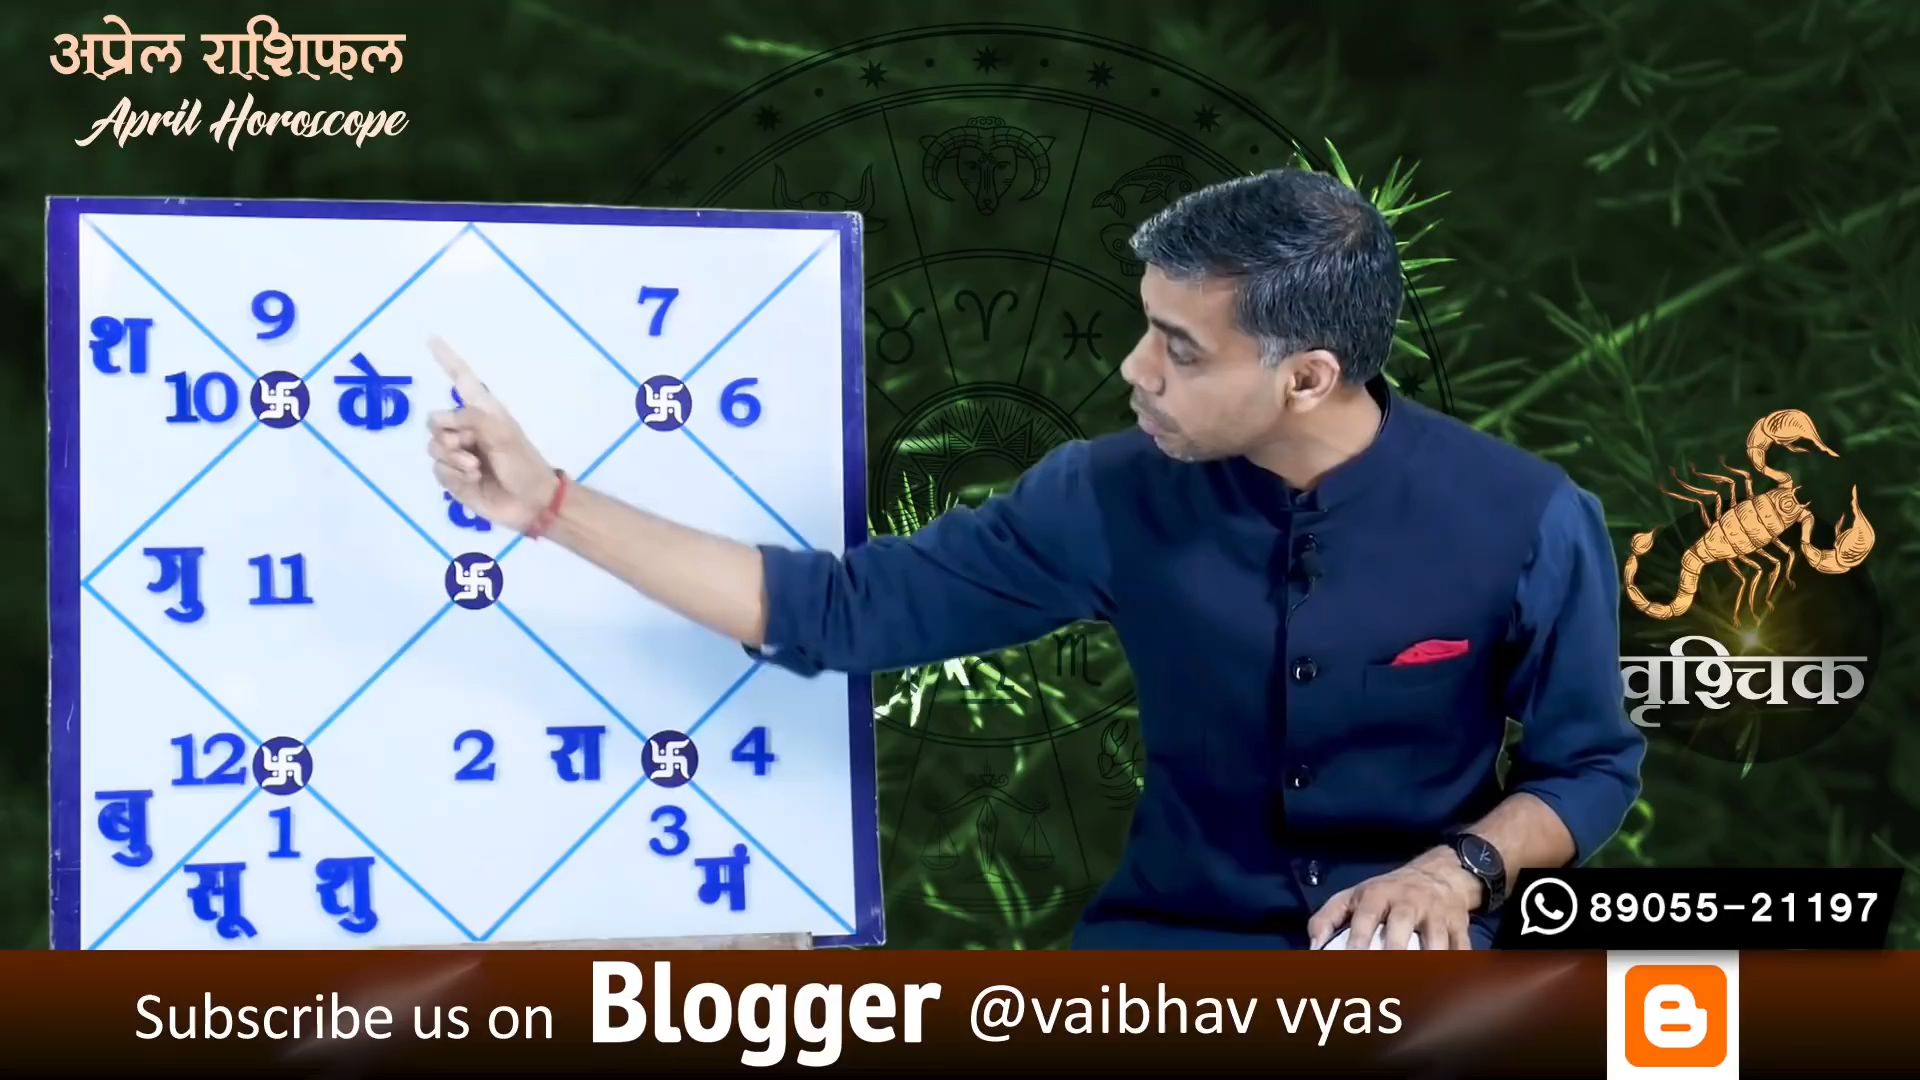 अप्रेल राशिफल
April Horoscope
9
7
श
10
के
6
गु
11
12
2
रा
4
बु
1
3
सू
शु
मं
वृश्चिक
89055-21197
Subscribe us on Blogger @vaibhav vyas